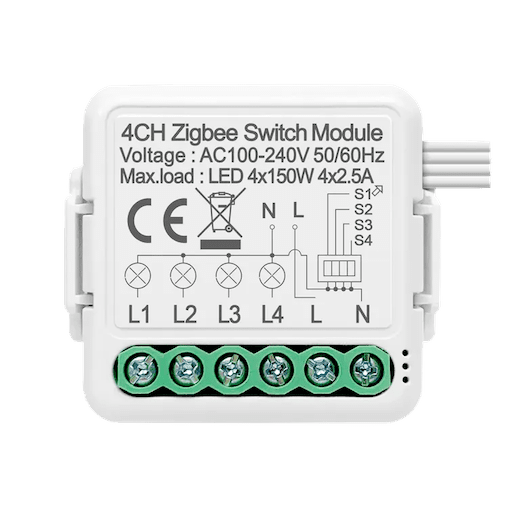 4CH Zigbee Switch Module
Voltage : AC100-240V 50/60Hz
Max.load : LED 4x150W 4x2.5A
CE
N L
S1
S2
S3
S4
L1 L2 L3 L4 L N